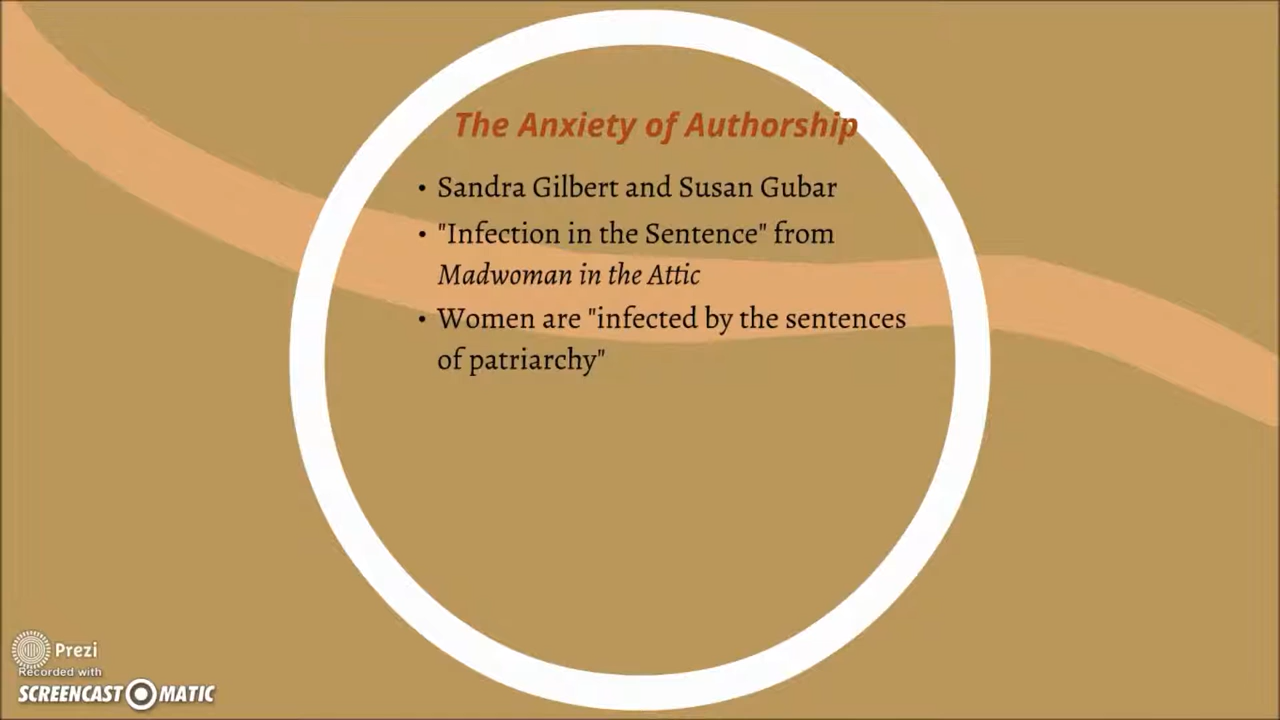 The Anxiety of Authorship
• Sandra Gilbert and Susan Gubar
• "Infection in the Sentence" from
Madwoman in the Attic
• Women are "infected by the sentences
of patriarchy"
Prezi
Recorded with
SCREENCAST O MATIC